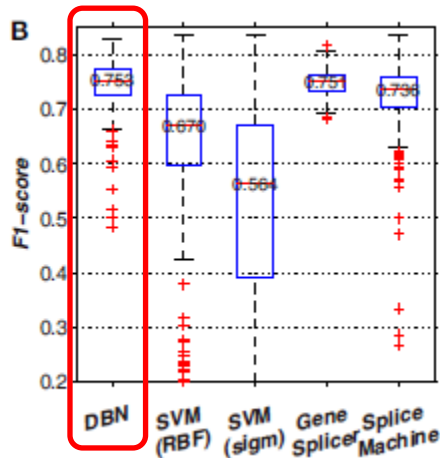 B
F1-score
0.8
0.7
0.6
0.5
0.4
0.3
0.2
0.753
0.670
0.564
0.751
0.736
DBN
SVM
(RBF)
SVM
(sigm)
Gene
Splicer
Splice
Machine